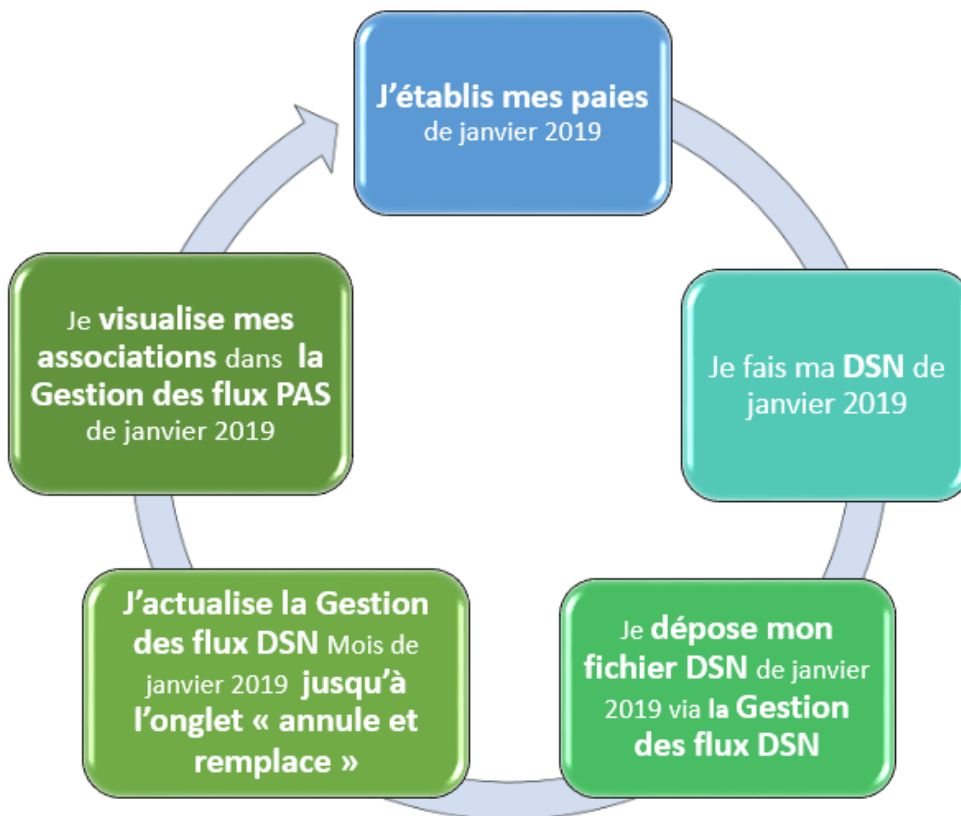 J'établis mes paies
de janvier 2019
Je fais ma DSN de
janvier 2019
Je dépose mon
fichier DSN de janvier
2019 via la Gestion
des flux DSN
J'actualise la Gestion
des flux DSN Mois de
janvier 2019 jusqu'à
l'onglet « annule et
remplace »
Je visualise mes
associations dans la
Gestion des flux PAS
de janvier 2019